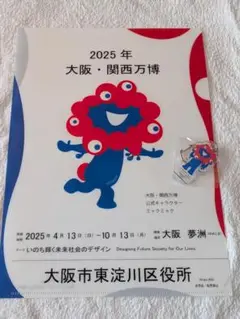 2025年
大阪・関西万博
大阪・関西万博
公式キャラクター
ミャクミャク
2025年4月13日(日)-10月13日(月)
大阪 夢洲
いのち輝く未来社会のデザイン Designing Future Society for Our Lives
大阪市東淀川区役所